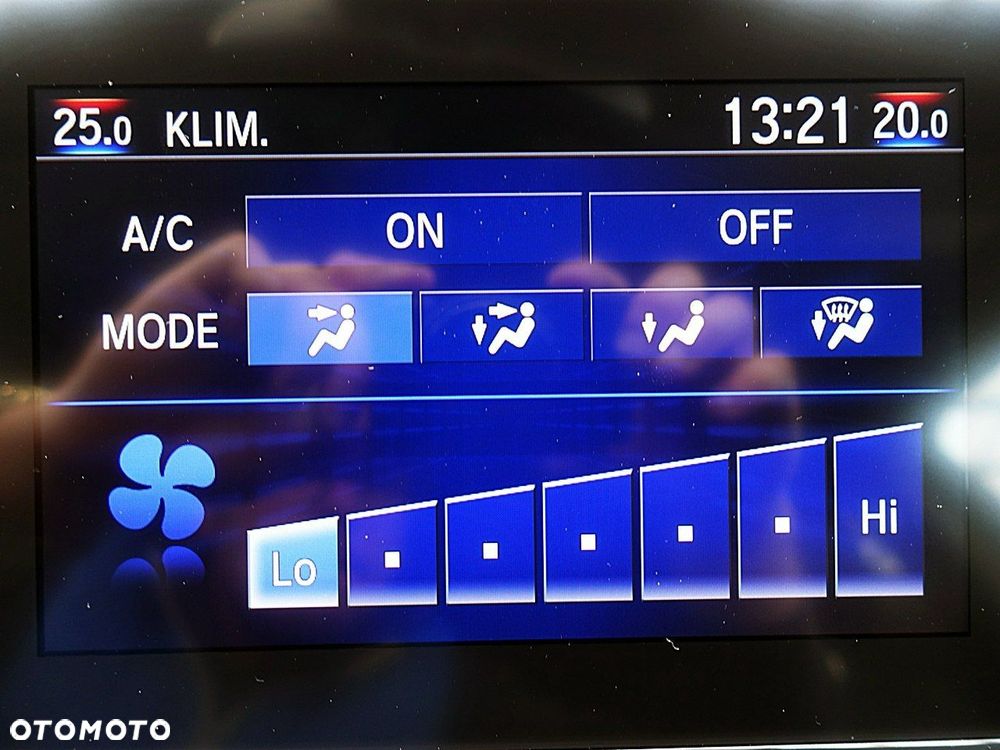 25.0 KLIM. 13:21 20.0
A/C ON OFF
MODE
Lo Hi
OTOMOTO